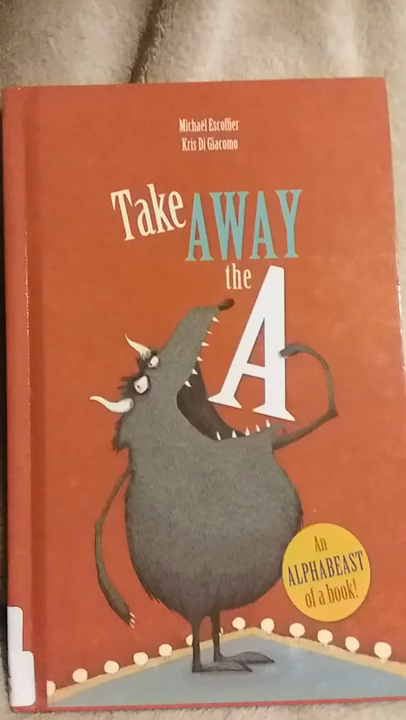 Michaël Escoffier
Kris Di Giacomo
Take AWAY
the
A
An
ALPHABEAST
of a book!